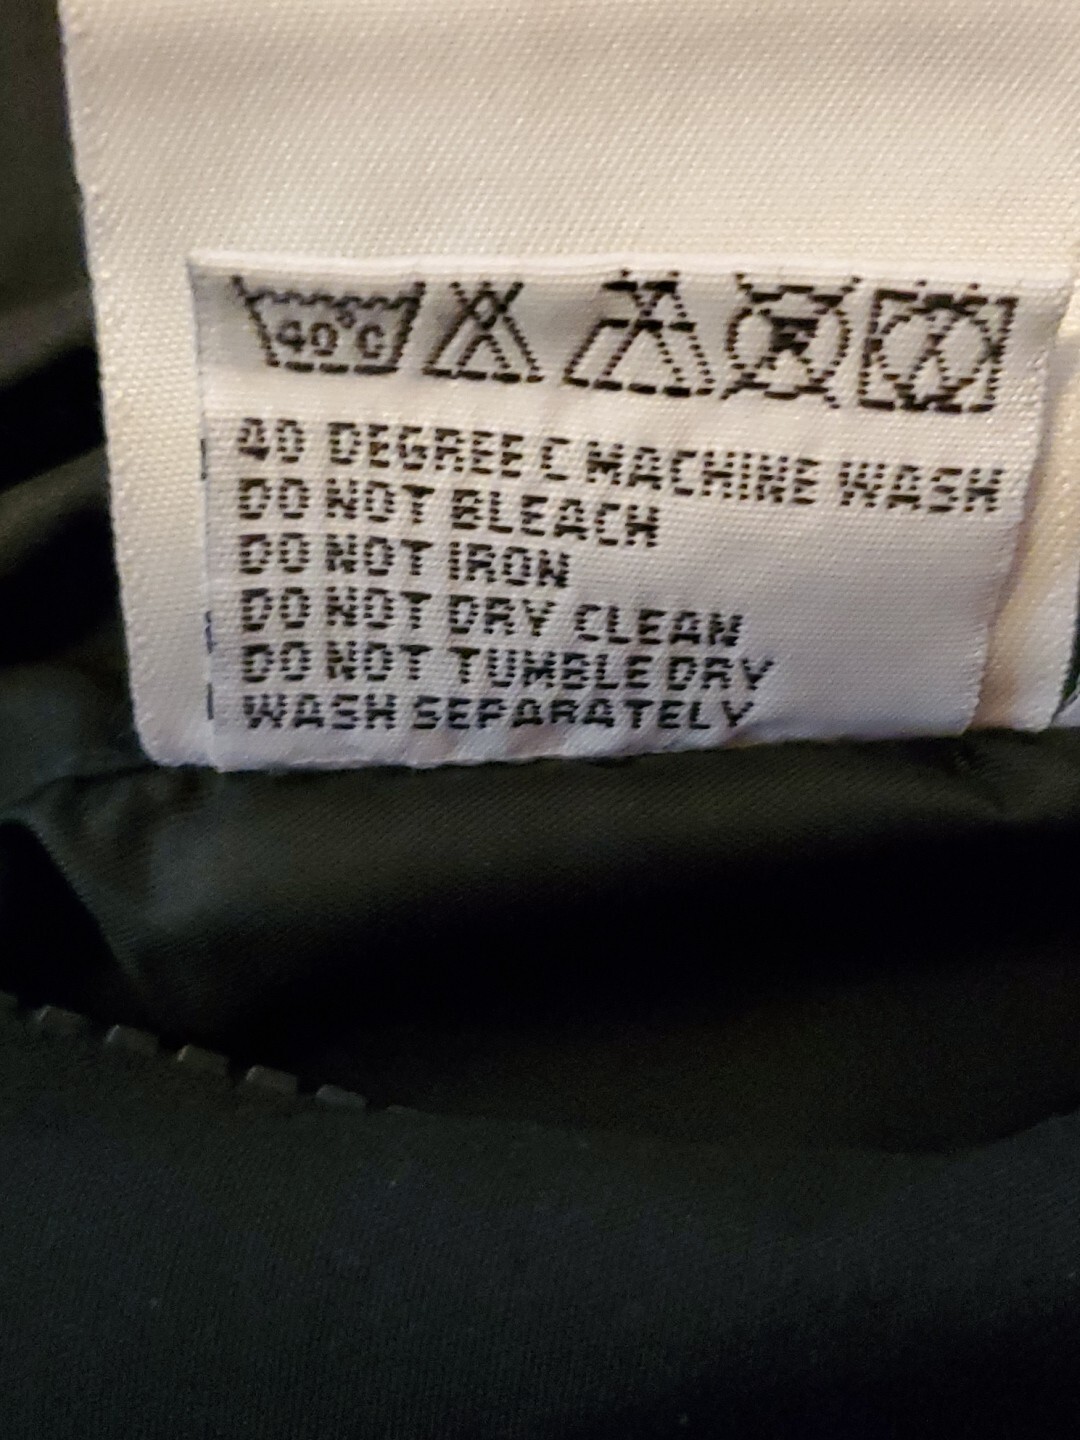 40°C
40 DEGREE C MACHINE WASH
DO NOT BLEACH
DO NOT IRON
DO NOT DRY CLEAN
DO NOT TUMBLE DRY
WASH SEPARATELY